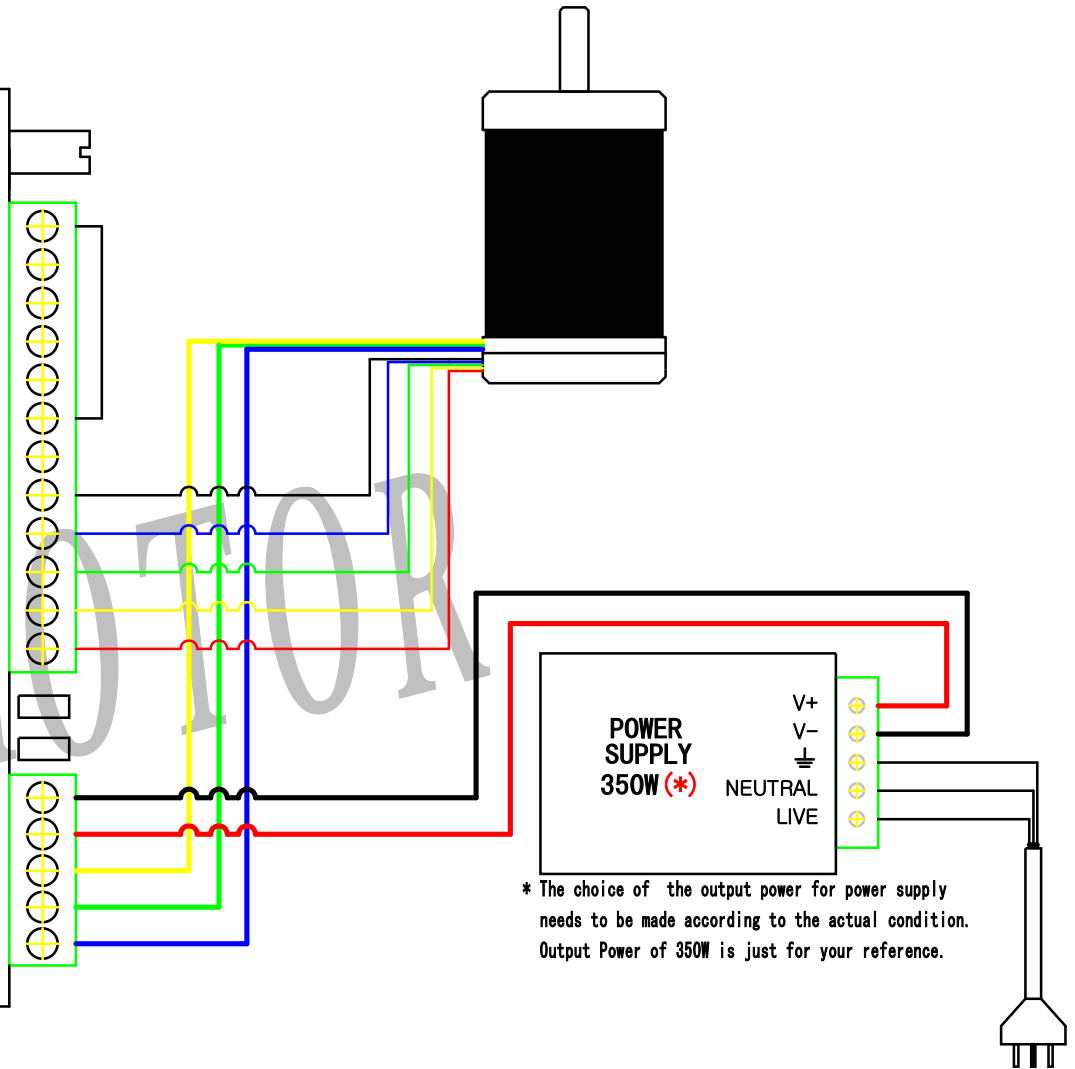 OTOR
V+
POWER
V-
SUPPLY
350W(*)
NEUTRAL
LIVE
* The choice of the output power for power supply
needs to be made according to the actual condition.
Output Power of 350W is just for your reference.